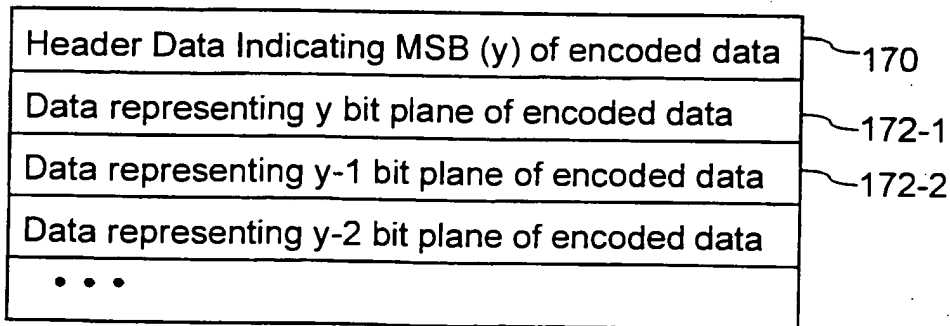 Header Data Indicating MSB (y) of encoded data 170
Data representing y bit plane of encoded data 172-1
Data representing y-1 bit plane of encoded data 172-2
Data representing y-2 bit plane of encoded data
• • •